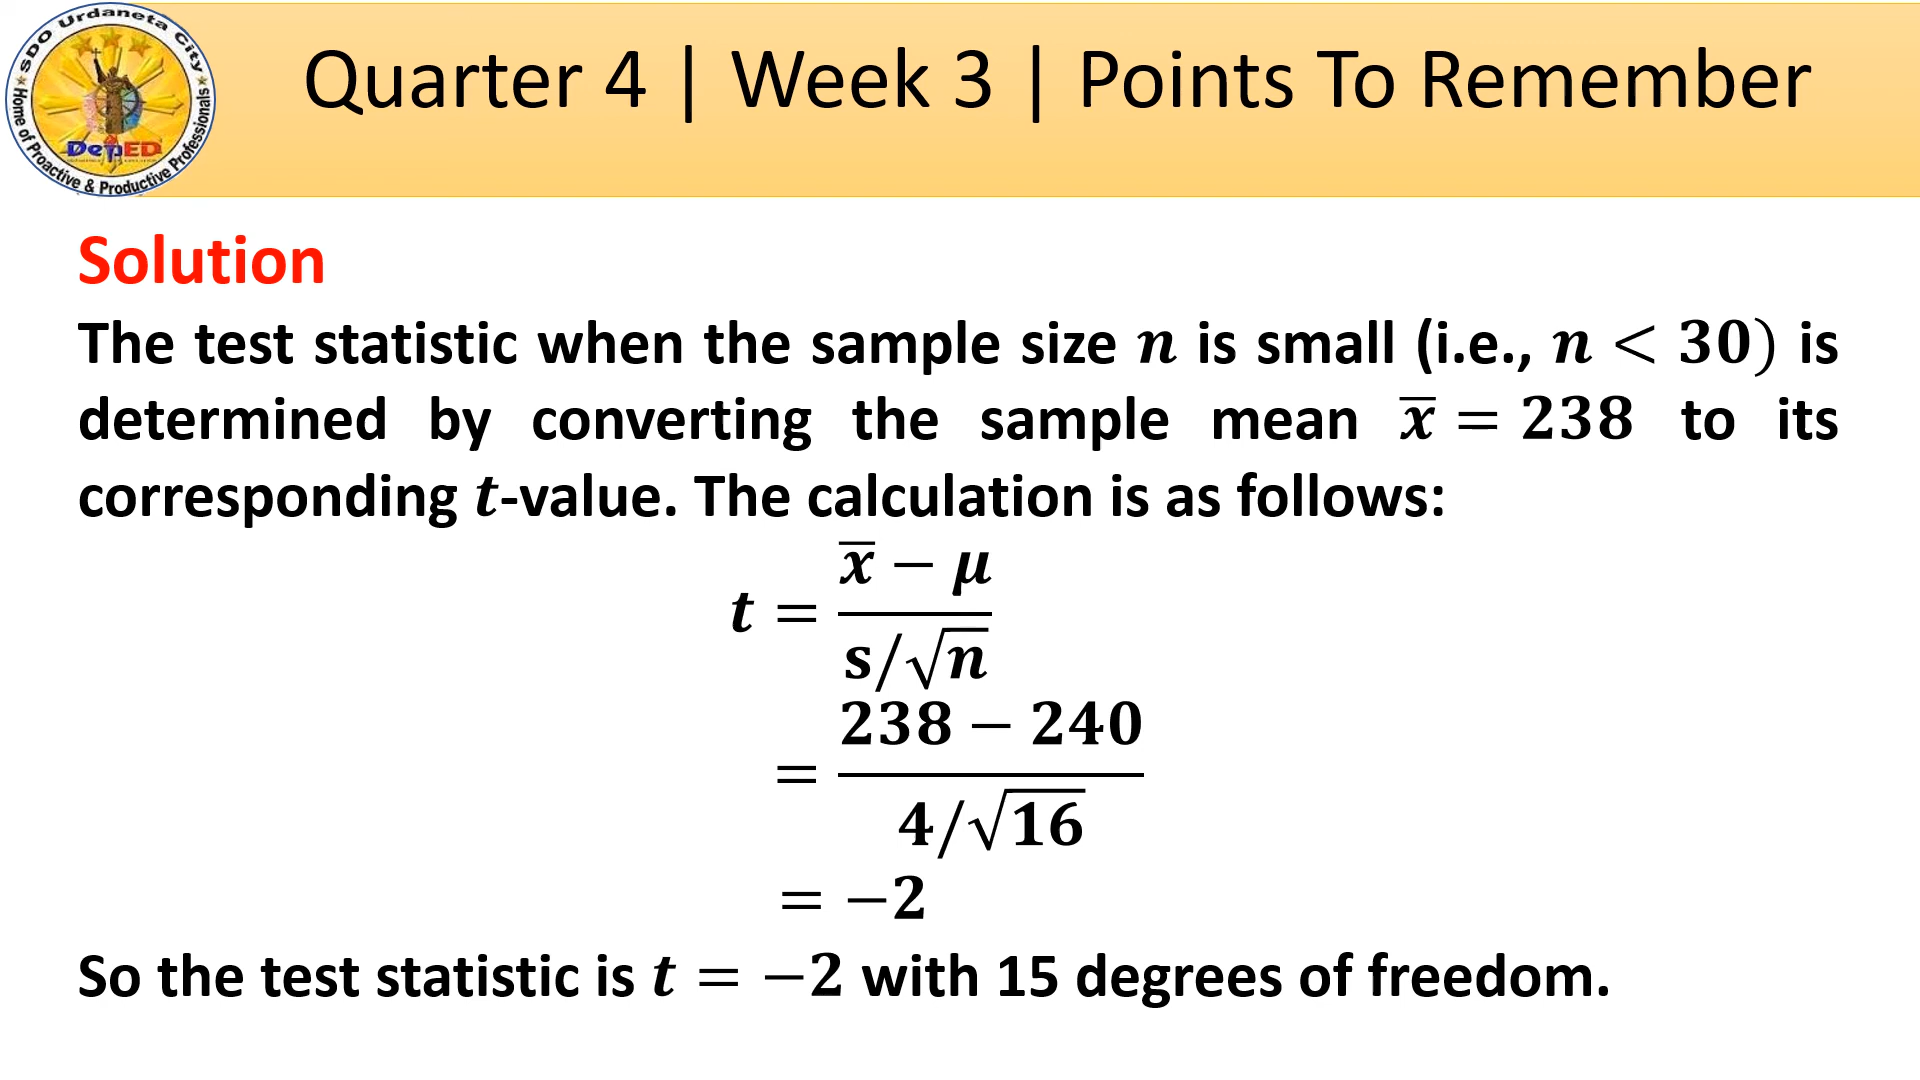 SDO Urdaneta City
Home of Proactive & Productive Professionals
DepED
Quarter 4 | Week 3 | Points To Remember
Solution
The test statistic when the sample size n is small (i.e., n < 30) is
determined by converting the sample mean x̅ = 238 to its
corresponding t-value. The calculation is as follows:
t = (x̅ − μ) / (s/√n)
= (238 − 240) / (4/√16)
= −2
So the test statistic is t = −2 with 15 degrees of freedom.